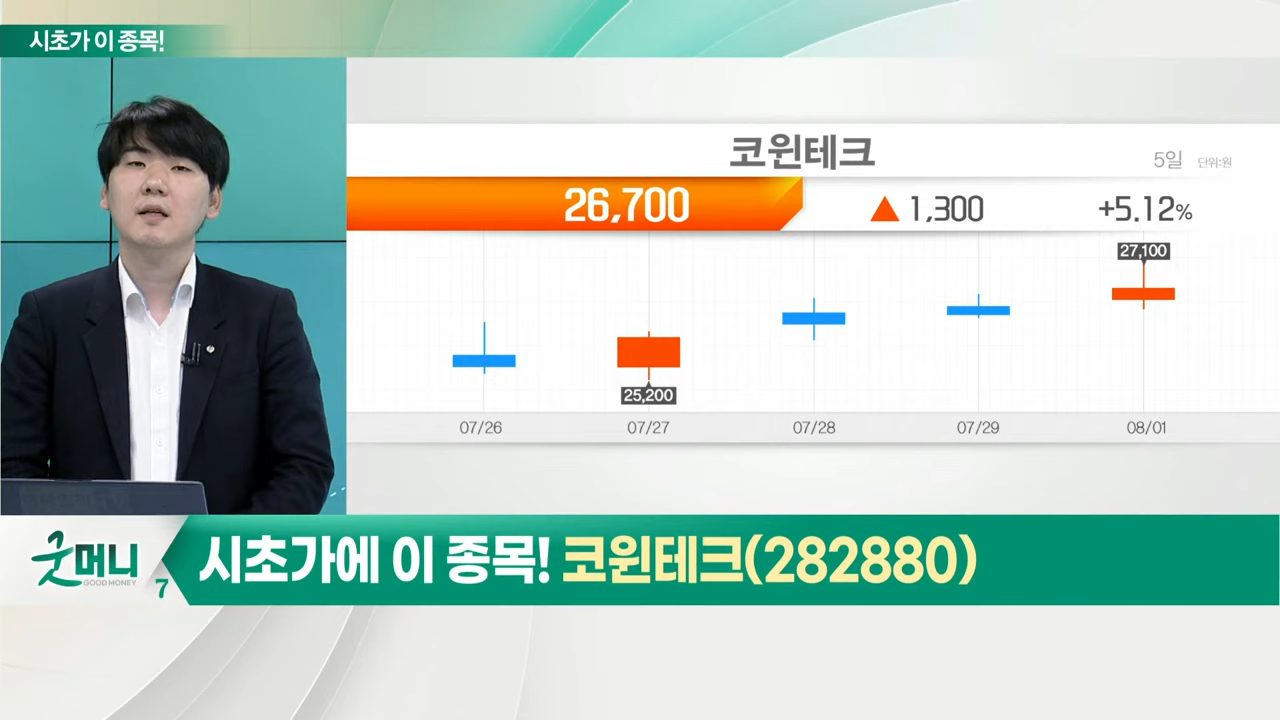 시초가 이 종목!
코윈테크
5일 단위:원
26,700 ▲ 1,300 +5.12%
27,100
25,200
07/26 07/27 07/28 07/29 08/01
굿머니
GOOD MONEY
7
시초가에 이 종목! 코윈테크(282880)